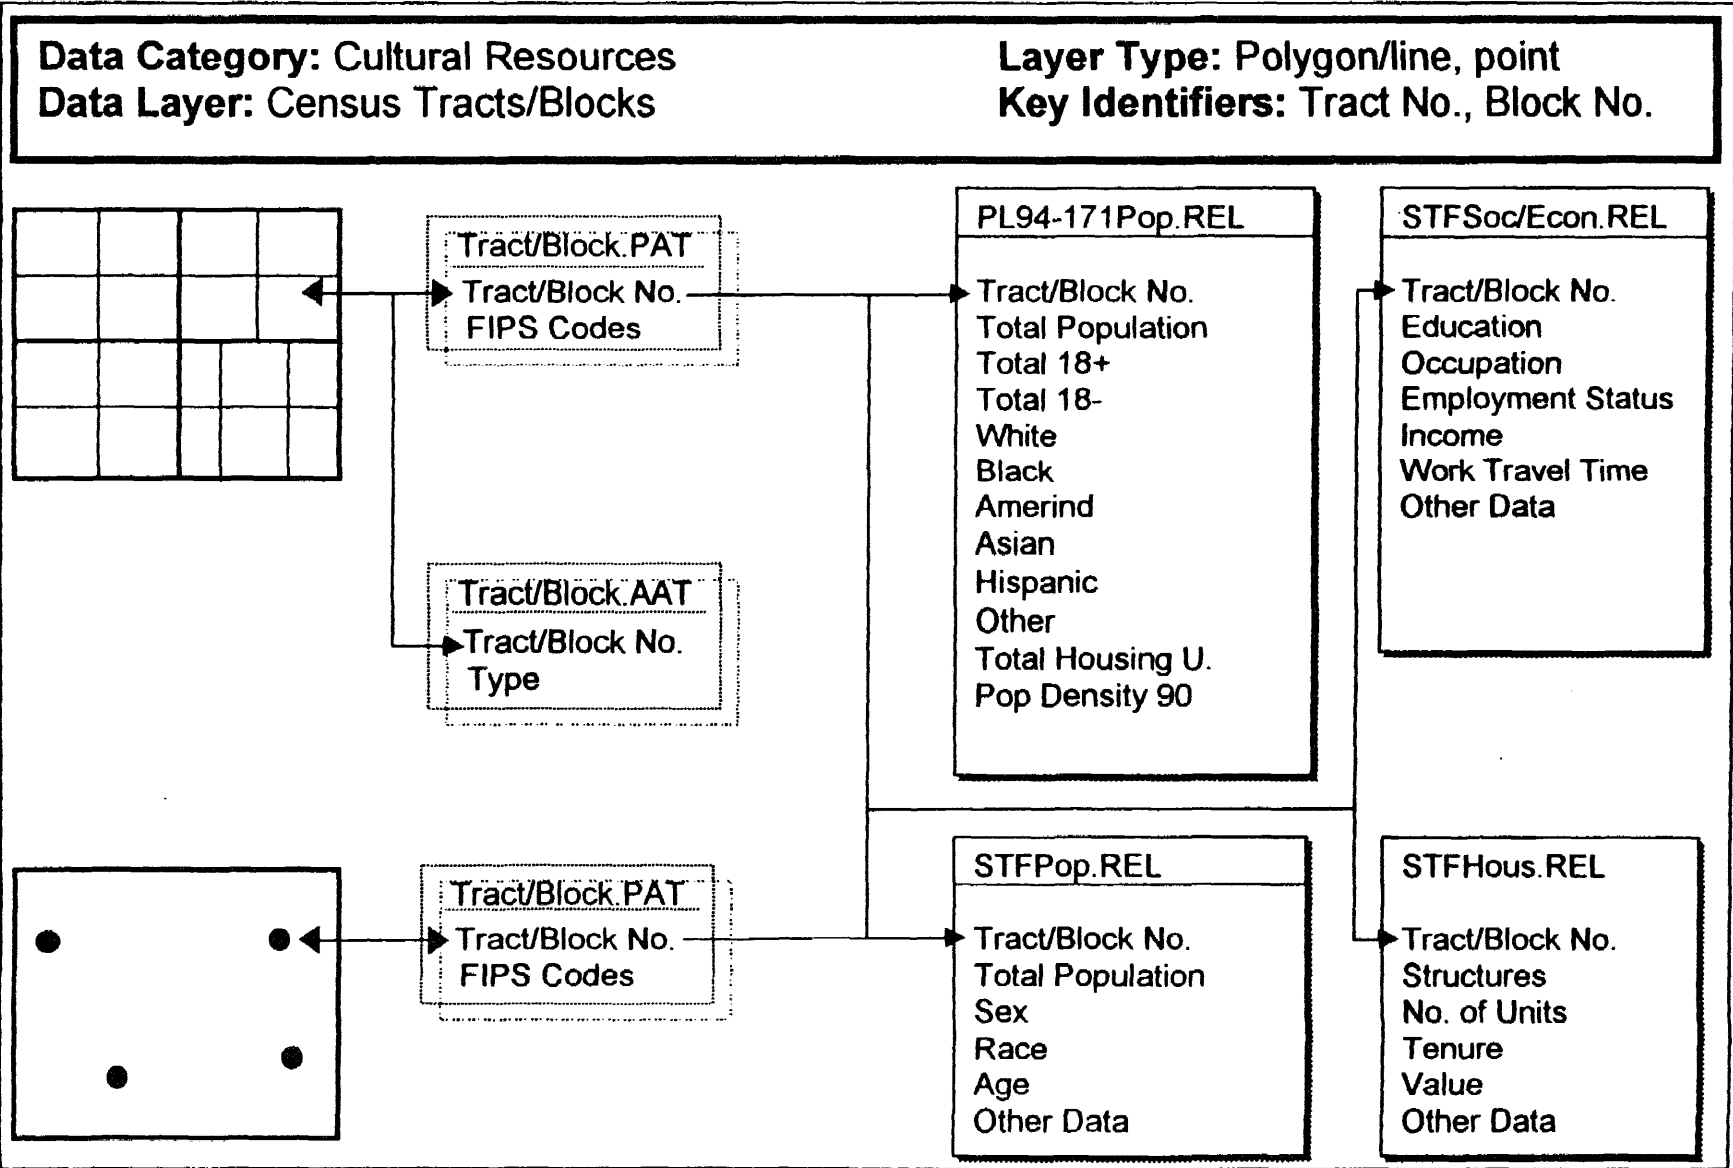 Data Category: Cultural Resources
Layer Type: Polygon/line, point
Data Layer: Census Tracts/Blocks
Key Identifiers: Tract No., Block No.
Tract/Block.PAT
Tract/Block No.
FIPS Codes
Tract/Block.AAT
Tract/Block No.
Type
Tract/Block.PAT
Tract/Block No.
FIPS Codes
PL94-171Pop.REL
Tract/Block No.
Total Population
Total 18+
Total 18-
White
Black
Amerind
Asian
Hispanic
Other
Total Housing U.
Pop Density 90
STFSoc/Econ.REL
Tract/Block No.
Education
Occupation
Employment Status
Income
Work Travel Time
Other Data
STFPop.REL
Tract/Block No.
Total Population
Sex
Race
Age
Other Data
STFHous.REL
Tract/Block No.
Structures
No. of Units
Tenure
Value
Other Data